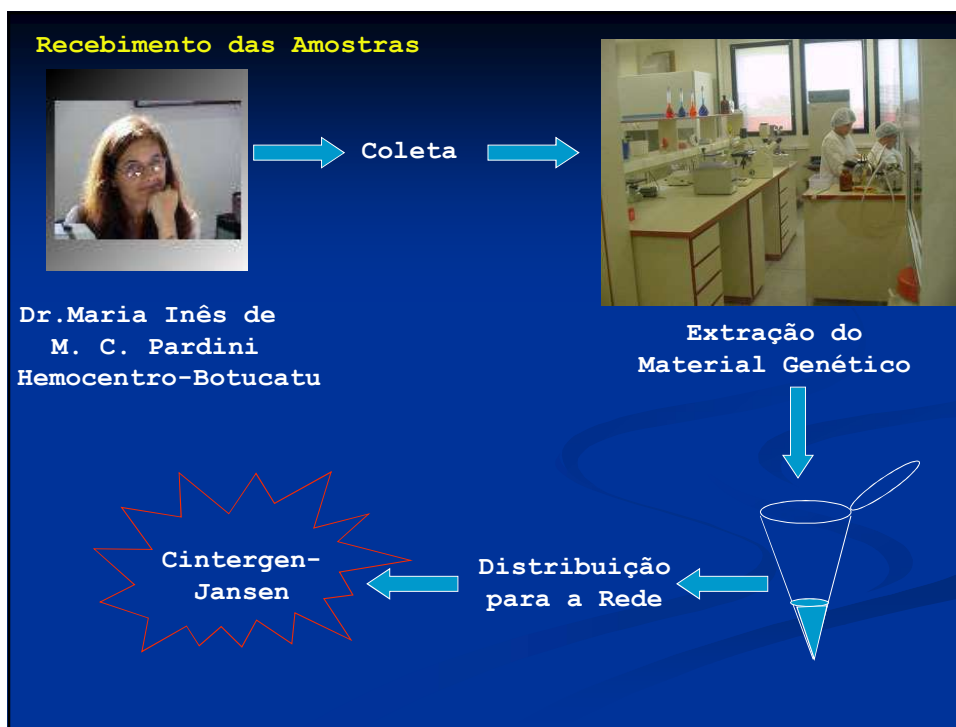 Recebimento das Amostras
Coleta
Dr.Maria Inês de
M. C. Pardini
Hemocentro-Botucatu
Extração do
Material Genético
Distribuição
para a Rede
Cintergen-
Jansen